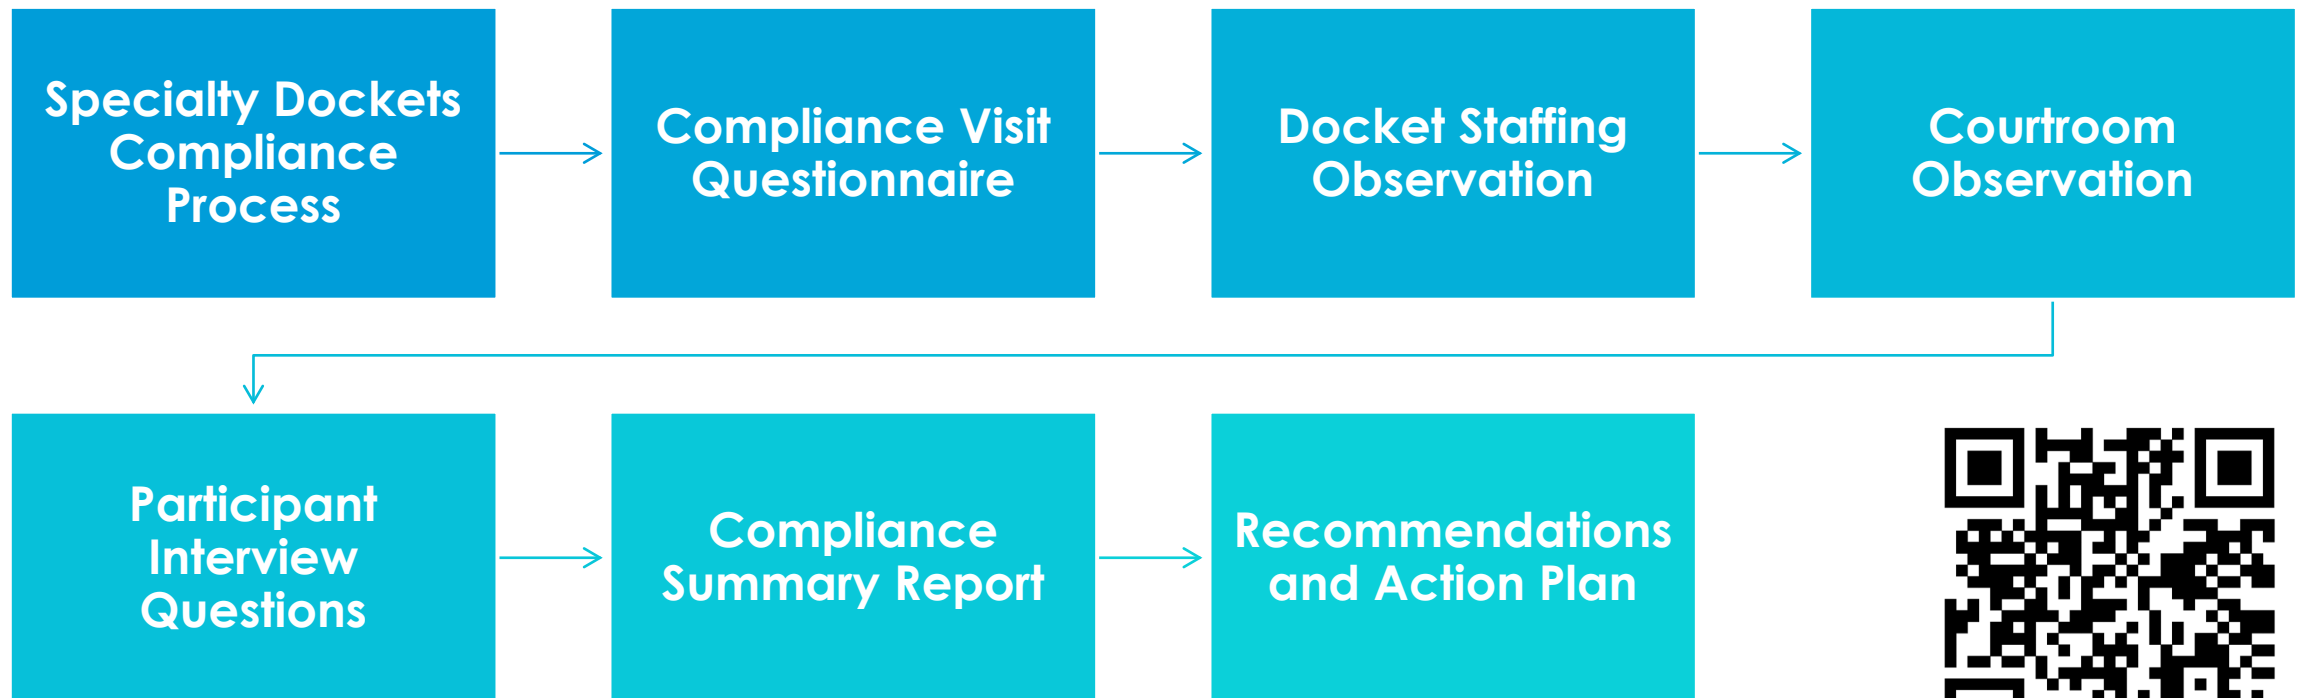 Specialty Dockets
Compliance
Process
Compliance Visit
Questionnaire
Docket Staffing
Observation
Courtroom
Observation
Participant
Interview
Questions
Compliance
Summary Report
Recommendations
and Action Plan